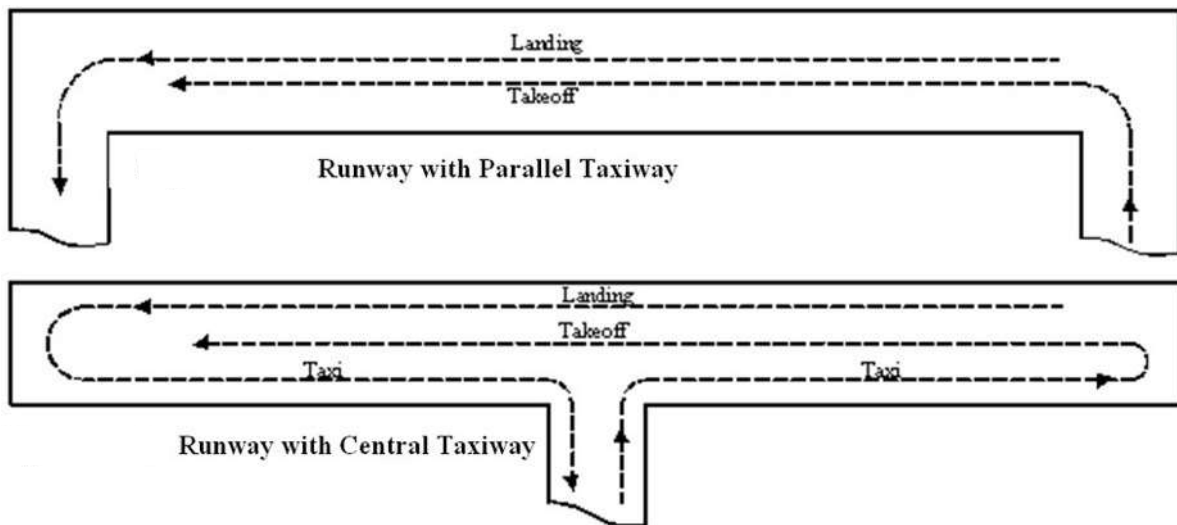 Landing
Takeoff
Runway with Parallel Taxiway
Landing
Takeoff
Taxi Taxi
Runway with Central Taxiway